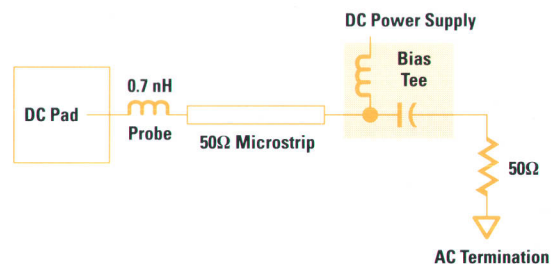 DC Power Supply
Bias
Tee
0.7 nH
DC Pad
Probe
50Ω Microstrip
50Ω
AC Termination